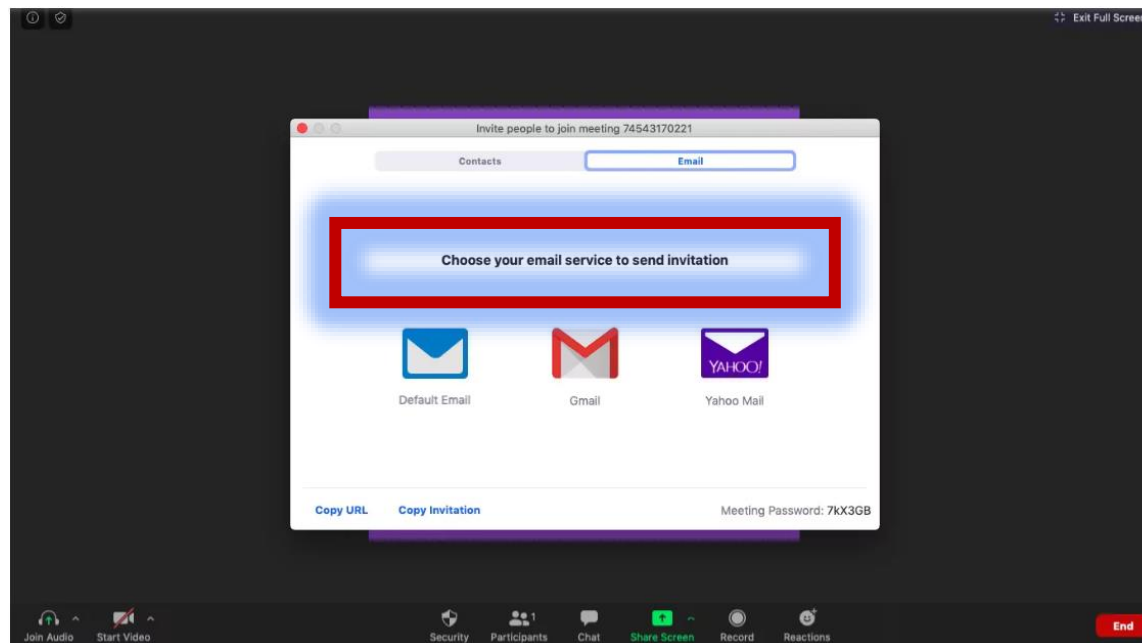 Exit Full Screen
Invite people to join meeting 74543170221
Contacts Email
Choose your email service to send invitation
YAHOO!
Default Email Gmail Yahoo Mail
Copy URL Copy Invitation Meeting Password: 7kX3GB
1
Join Audio Start Video Security Participants Chat Share Screen Record Reactions End